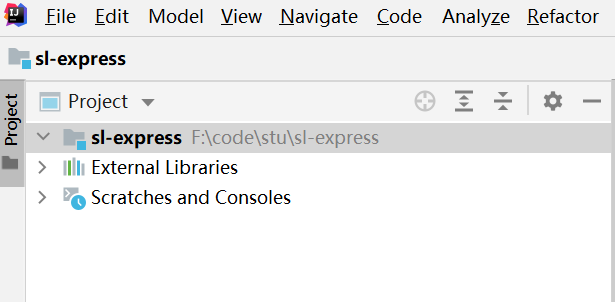 File Edit Model View Navigate Code Analyze Refactor
sl-express
Project
Project
sl-express F:\code\stu\sl-express
External Libraries
Scratches and Consoles